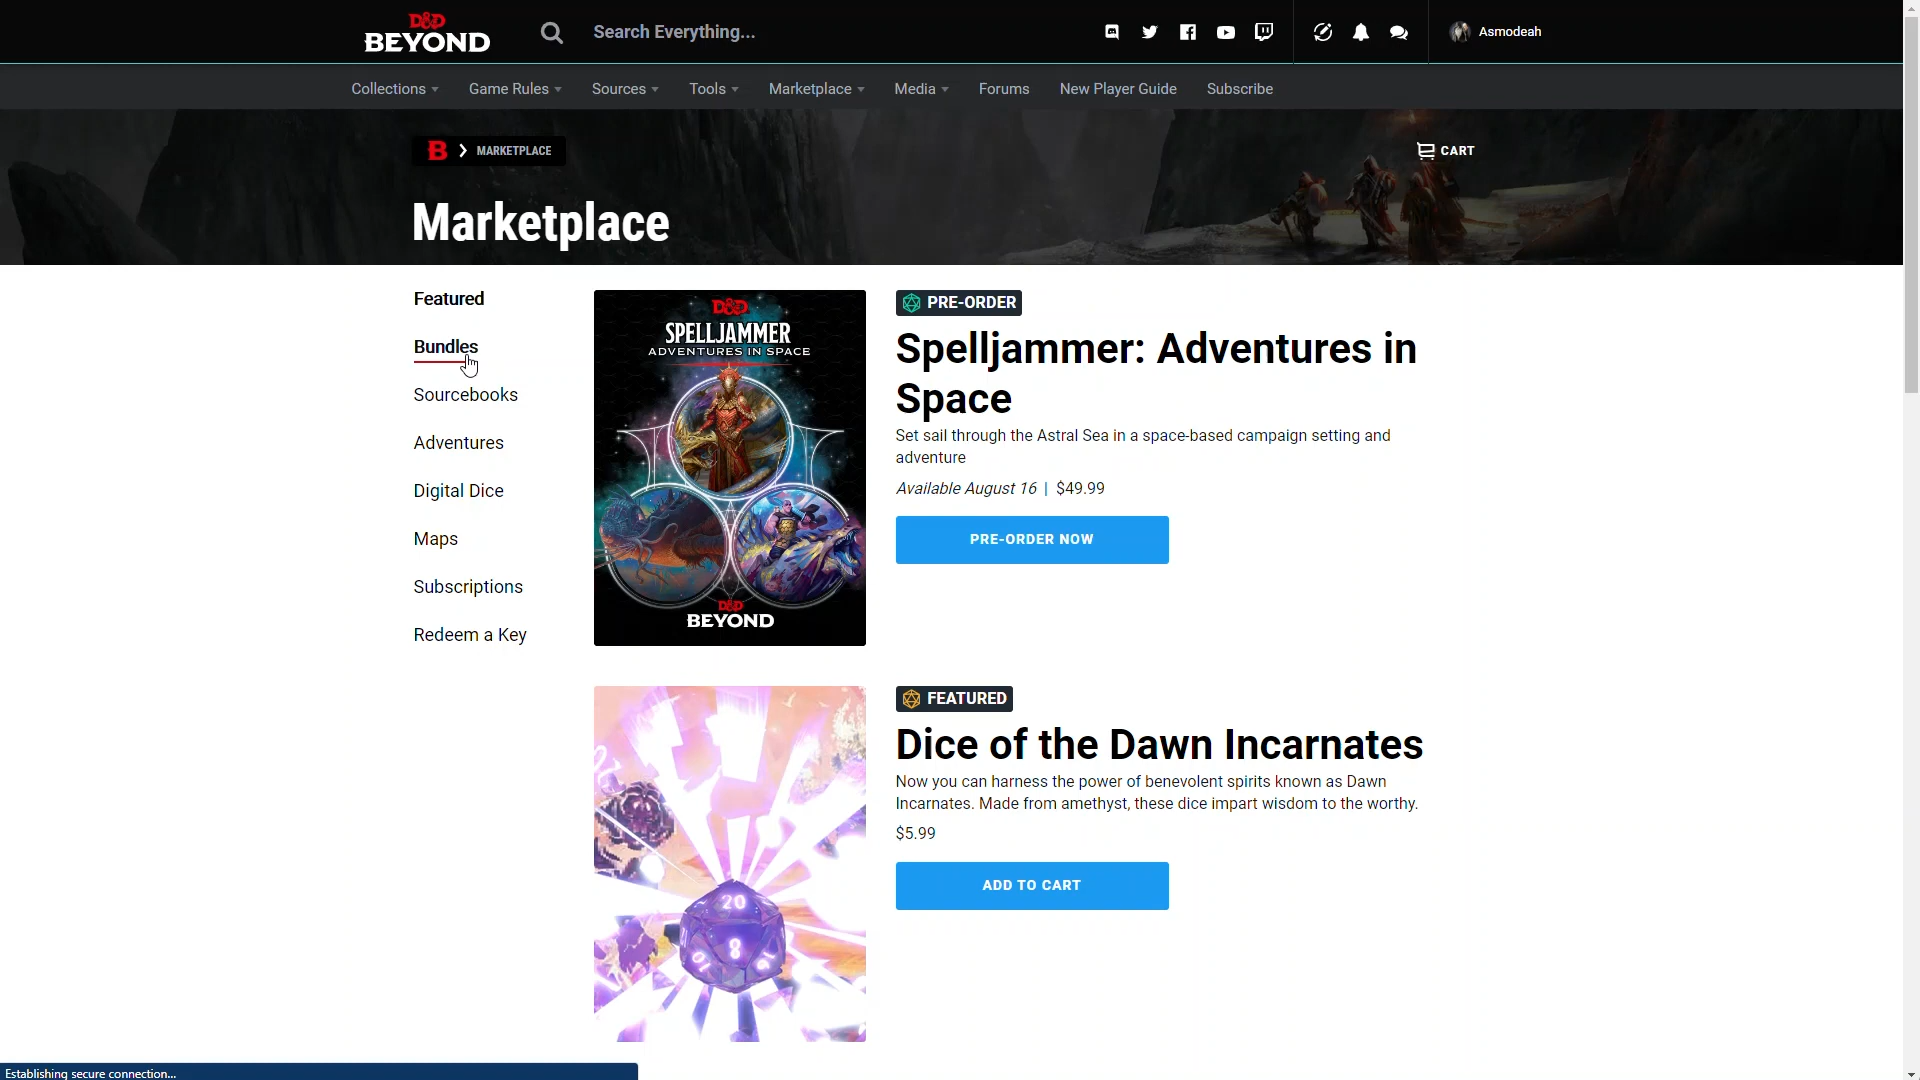 D&D
BEYOND
Search Everything...
Asmodeah
Collections
Game Rules
Sources
Tools
Marketplace
Media
Forums
New Player Guide
Subscribe
B
MARKETPLACE
CART
Marketplace
Featured
Bundles
Sourcebooks
Adventures
Digital Dice
Maps
Subscriptions
Redeem a Key
D&D
SPELLJAMMER
ADVENTURES IN SPACE
D&D
BEYOND
PRE-ORDER
Spelljammer: Adventures in
Space
Set sail through the Astral Sea in a space-based campaign setting and
adventure
Available August 16 | $49.99
PRE-ORDER NOW
20
8
10
FEATURED
Dice of the Dawn Incarnates
Now you can harness the power of benevolent spirits known as Dawn
Incarnates. Made from amethyst, these dice impart wisdom to the worthy.
$5.99
ADD TO CART
Establishing secure connection...